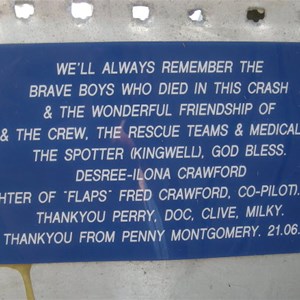 WE'LL ALWAYS REMEMBER THE
BRAVE BOYS WHO DIED IN THIS CRASH
& THE WONDERFUL FRIENDSHIP OF
& THE CREW, THE RESCUE TEAMS & MEDICAL
THE SPOTTER (KINGWELL), GOD BLESS.
DESREE-ILONA CRAWFORD
HTER OF "FLAPS" FRED CRAWFORD, CO-PILOT).
THANKYOU PERRY, DOC, CLIVE, MILKY.
THANKYOU FROM PENNY MONTGOMERY. 21.06.